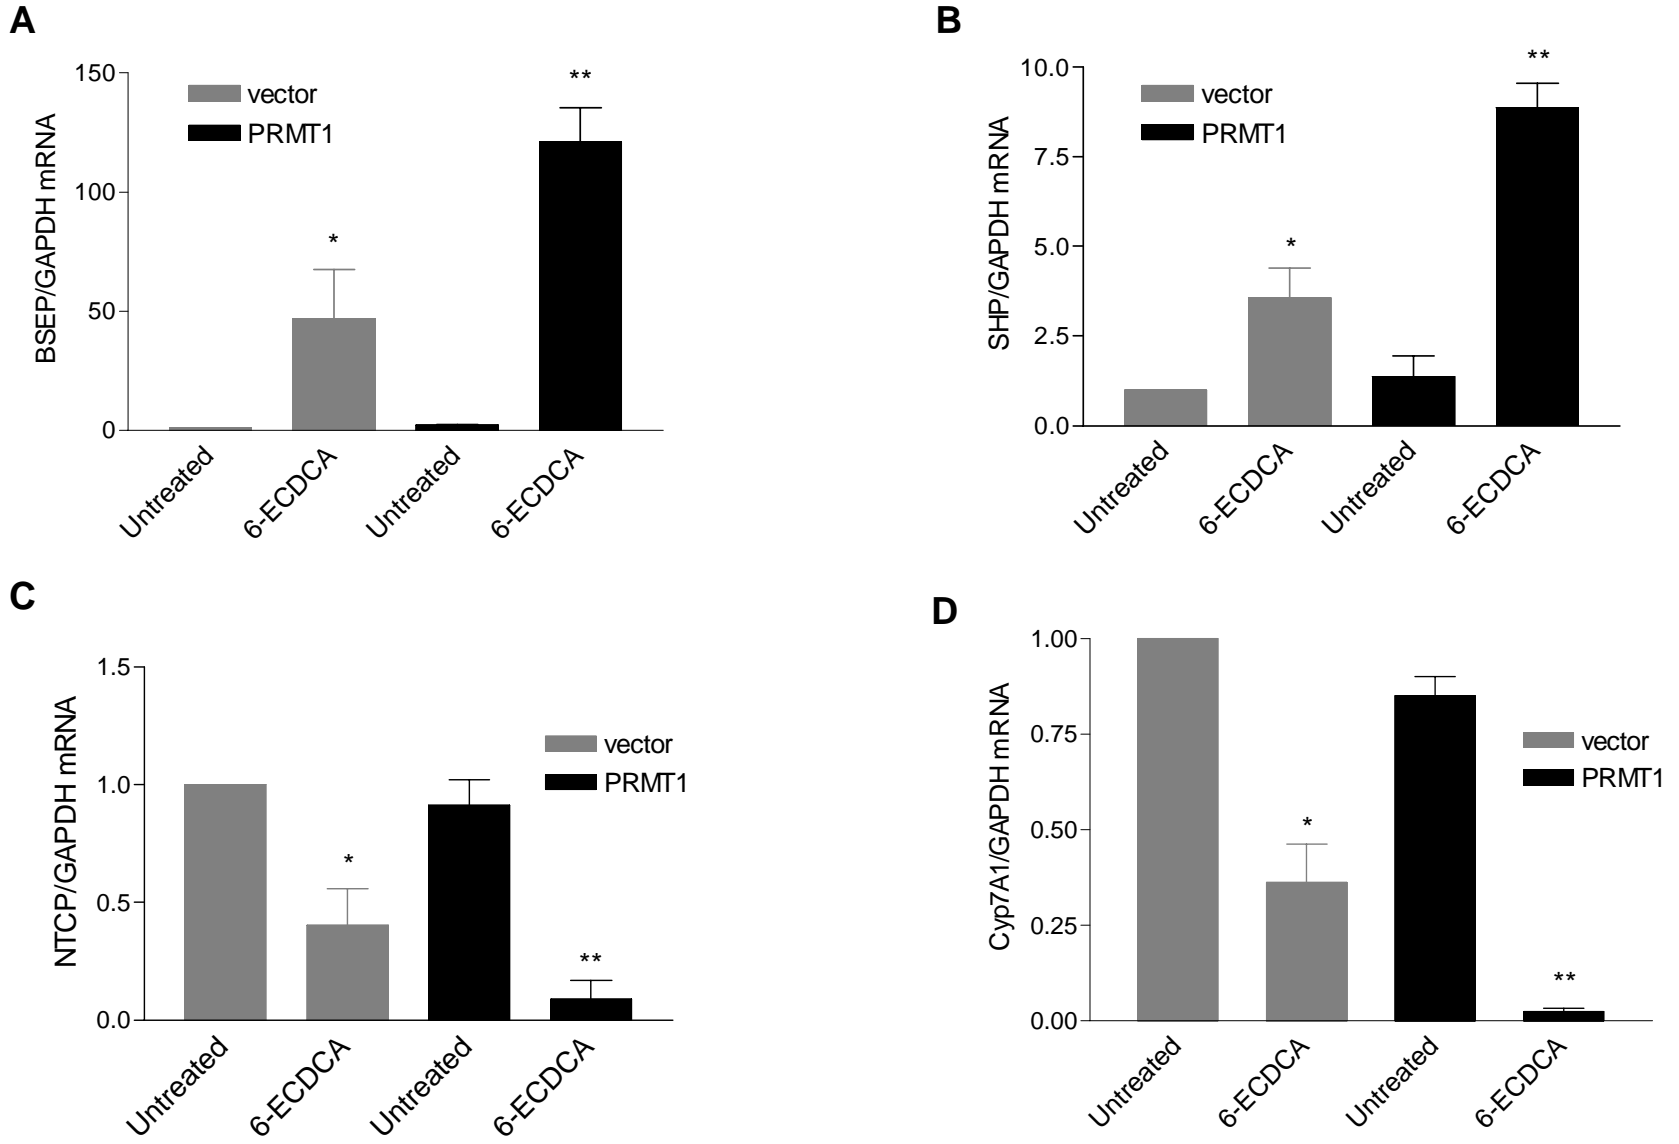 A
BSEP/GAPDH mRNA
150
100
50
0
vector
PRMT1
*
**
Untreated
6-ECDCA
Untreated
6-ECDCA
B
SHP/GAPDH mRNA
10.0
7.5
5.0
2.5
0.0
vector
PRMT1
*
**
Untreated
6-ECDCA
Untreated
6-ECDCA
C
NTCP/GAPDH mRNA
1.5
1.0
0.5
0.0
vector
PRMT1
*
**
Untreated
6-ECDCA
Untreated
6-ECDCA
D
Cyp7A1/GAPDH mRNA
1.00
0.75
0.50
0.25
0.00
vector
PRMT1
*
**
Untreated
6-ECDCA
Untreated
6-ECDCA